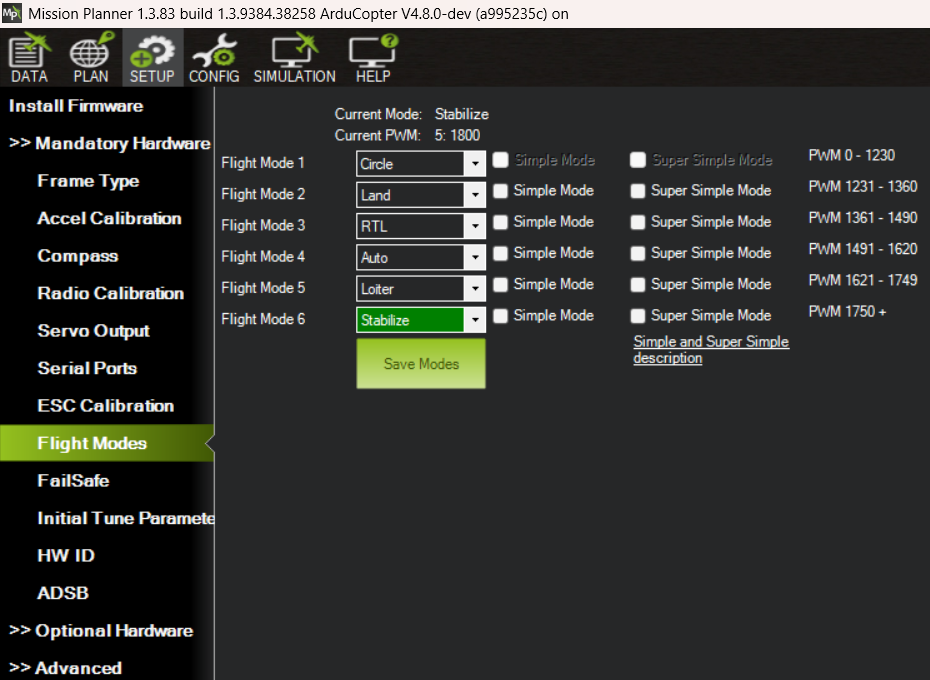 Mission Planner 1.3.83 build 1.3.9384.38258 ArduCopter V4.8.0-dev (a995235c) on
DATA PLAN SETUP CONFIG SIMULATION HELP
Install Firmware
>> Mandatory Hardware
Frame Type
Accel Calibration
Compass
Radio Calibration
Servo Output
Serial Ports
ESC Calibration
Flight Modes
FailSafe
Initial Tune Paramete
HW ID
ADSB
>> Optional Hardware
>> Advanced
Current Mode: Stabilize
Current PWM: 5: 1800
Flight Mode 1 Circle Simple Mode Super Simple Mode PWM 0 - 1230
Flight Mode 2 Land Simple Mode Super Simple Mode PWM 1231 - 1360
Flight Mode 3 RTL Simple Mode Super Simple Mode PWM 1361 - 1490
Flight Mode 4 Auto Simple Mode Super Simple Mode PWM 1491 - 1620
Flight Mode 5 Loiter Simple Mode Super Simple Mode PWM 1621 - 1749
Flight Mode 6 Stabilize Simple Mode Super Simple Mode PWM 1750 +
Save Modes
Simple and Super Simple
description